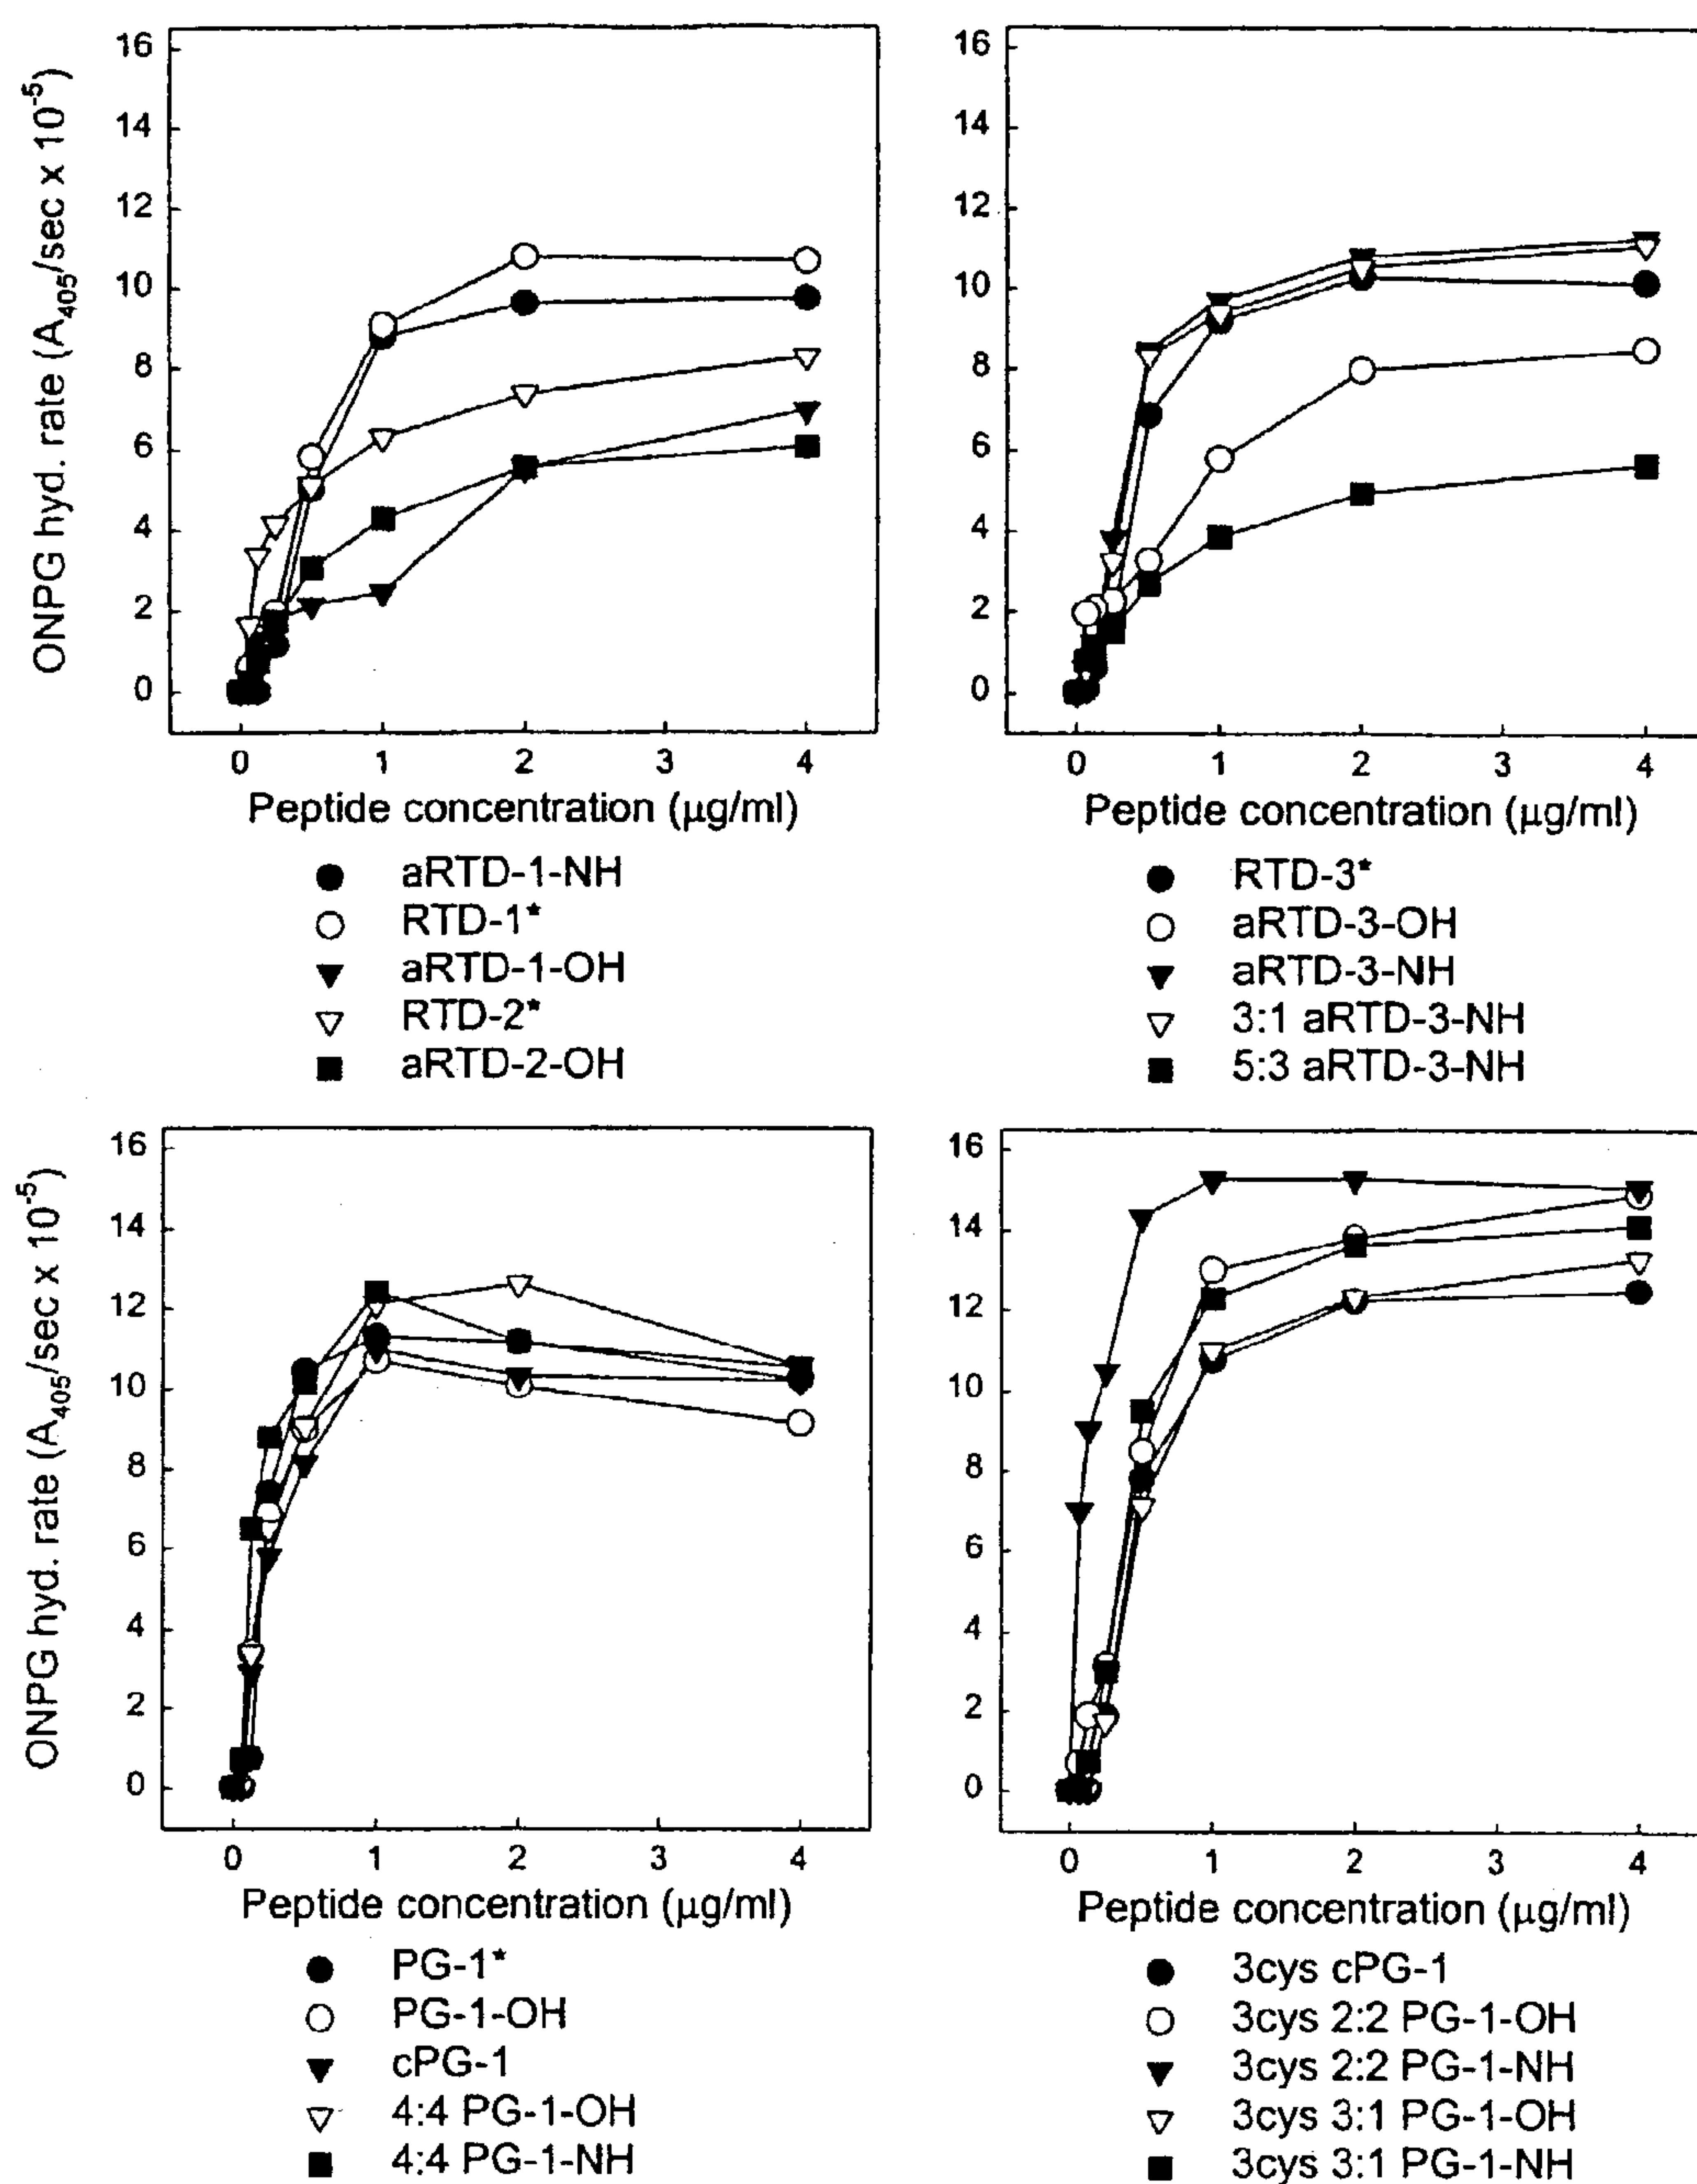 ONPG hyd. rate (A405/sec x 10-5)
16
14
12
10
8
6
4
2
0
0 1 2 3 4
Peptide concentration (µg/ml)
aRTD-1-NH
RTD-1*
aRTD-1-OH
RTD-2*
aRTD-2-OH
16
14
12
10
8
6
4
2
0
0 1 2 3 4
Peptide concentration (µg/ml)
RTD-3*
aRTD-3-OH
aRTD-3-NH
3:1 aRTD-3-NH
5:3 aRTD-3-NH
ONPG hyd. rate (A405/sec x 10-5)
16
14
12
10
8
6
4
2
0
0 1 2 3 4
Peptide concentration (µg/ml)
PG-1*
PG-1-OH
cPG-1
4:4 PG-1-OH
4:4 PG-1-NH
16
14
12
10
8
6
4
2
0
0 1 2 3 4
Peptide concentration (µg/ml)
3cys cPG-1
3cys 2:2 PG-1-OH
3cys 2:2 PG-1-NH
3cys 3:1 PG-1-OH
3cys 3:1 PG-1-NH